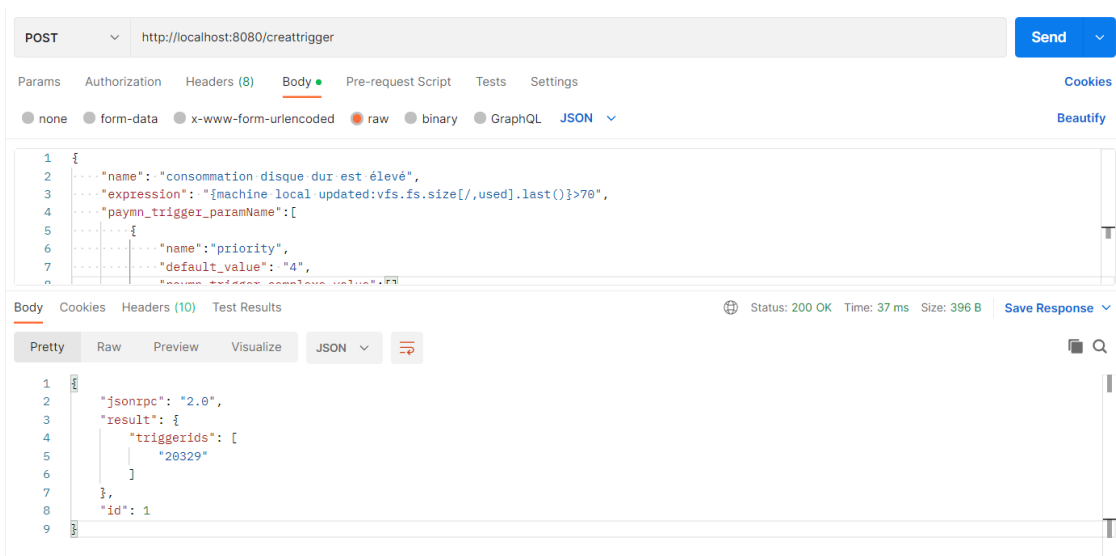 POST http://localhost:8080/creattrigger Send
Params Authorization Headers (8) Body Pre-request Script Tests Settings Cookies
none form-data x-www-form-urlencoded raw binary GraphQL JSON Beautify
1 {
2 "name": "consommation disque dur est élevé",
3 "expression": "{machine local updated:vfs.fs.size[/,used].last()}>70",
4 "paymn_trigger_paramName":[
5 {
6 "name":"priority",
7 "default_value": "4",
8 "paymn_trigger_complexe_value":[]
Body Cookies Headers (10) Test Results Status: 200 OK Time: 37 ms Size: 396 B Save Response
Pretty Raw Preview Visualize JSON
1 {
2 "jsonrpc": "2.0",
3 "result": {
4 "triggerids": [
5 "20329"
6 ]
7 },
8 "id": 1
9 }